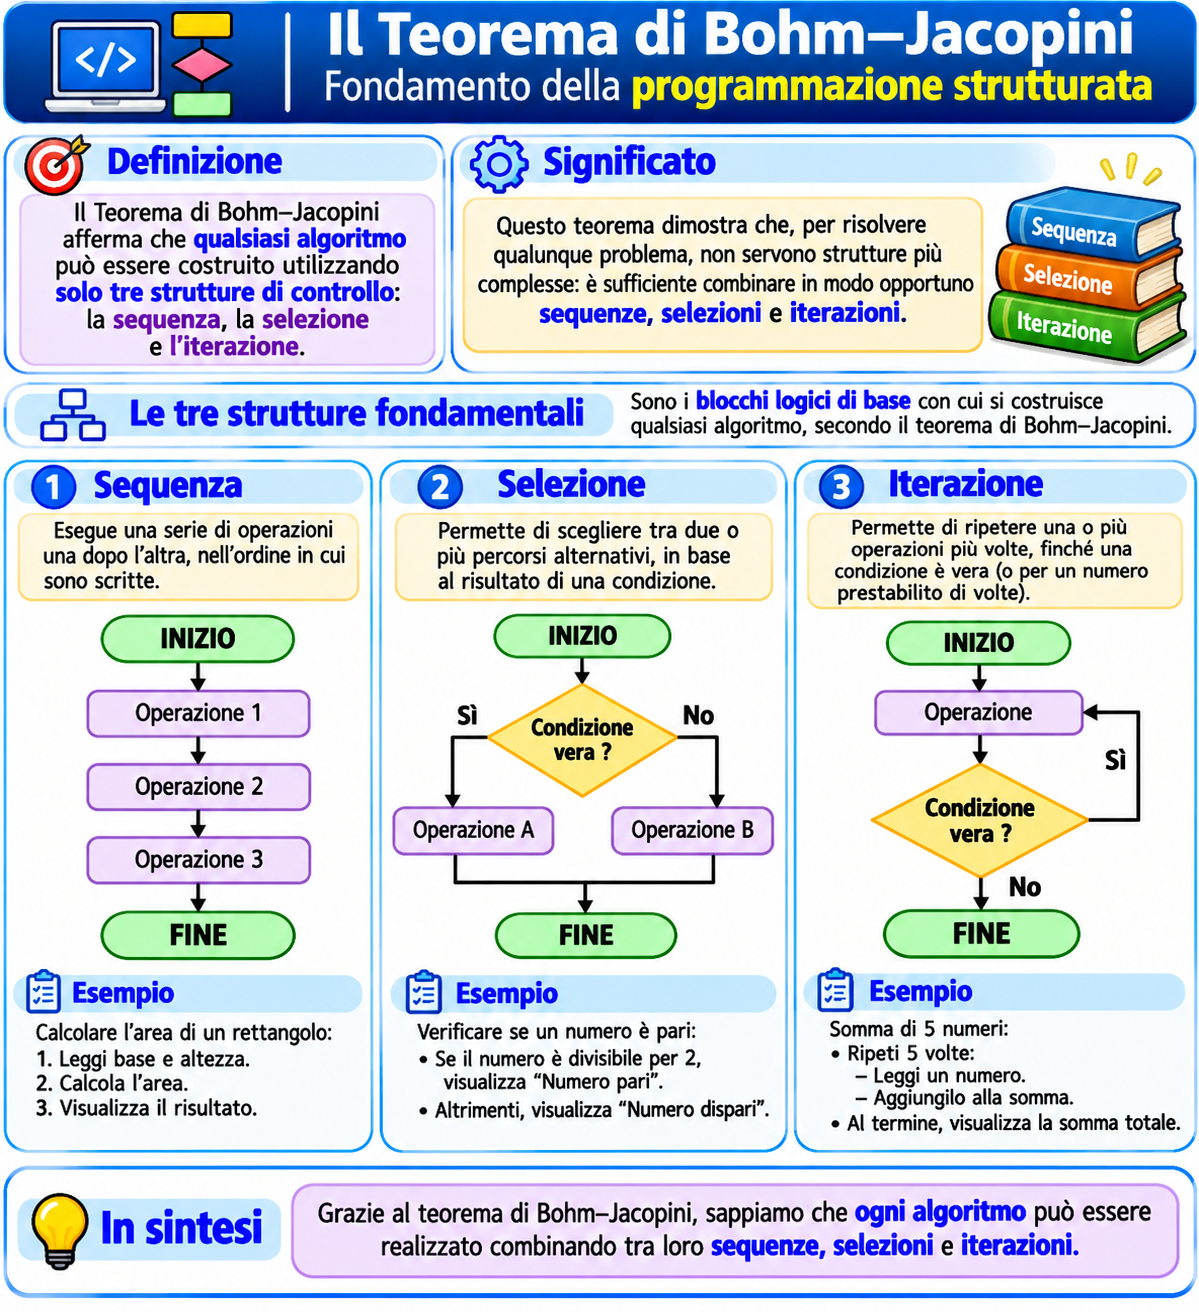 </>
Il Teorema di Bohm–Jacopini
Fondamento della programmazione strutturata
Definizione
Il Teorema di Bohm–Jacopini
afferma che qualsiasi algoritmo
può essere costruito utilizzando
solo tre strutture di controllo:
la sequenza, la selezione
e l'iterazione.
Significato
Questo teorema dimostra che, per risolvere
qualunque problema, non servono strutture più
complesse: è sufficiente combinare in modo opportuno
sequenze, selezioni e iterazioni.
Sequenza
Selezione
Iterazione
Le tre strutture fondamentali
Sono i blocchi logici di base con cui si costruisce
qualsiasi algoritmo, secondo il teorema di Bohm–Jacopini.
1 Sequenza
Esegue una serie di operazioni
una dopo l'altra, nell'ordine in cui
sono scritte.
INIZIO
Operazione 1
Operazione 2
Operazione 3
FINE
Esempio
Calcolare l'area di un rettangolo:
1. Leggi base e altezza.
2. Calcola l'area.
3. Visualizza il risultato.
2 Selezione
Permette di scegliere tra due o
più percorsi alternativi, in base
al risultato di una condizione.
INIZIO
Condizione
vera ?
Sì
No
Operazione A
Operazione B
FINE
Esempio
Verificare se un numero è pari:
• Se il numero è divisibile per 2,
visualizza “Numero pari”.
• Altrimenti, visualizza “Numero dispari”.
3 Iterazione
Permette di ripetere una o più
operazioni più volte, finché una
condizione è vera (o per un numero
prestabilito di volte).
INIZIO
Operazione
Sì
Condizione
vera ?
No
FINE
Esempio
Somma di 5 numeri:
• Ripeti 5 volte:
– Leggi un numero.
– Aggiungilo alla somma.
• Al termine, visualizza la somma totale.
In sintesi
Grazie al teorema di Bohm–Jacopini, sappiamo che ogni algoritmo può essere
realizzato combinando tra loro sequenze, selezioni e iterazioni.